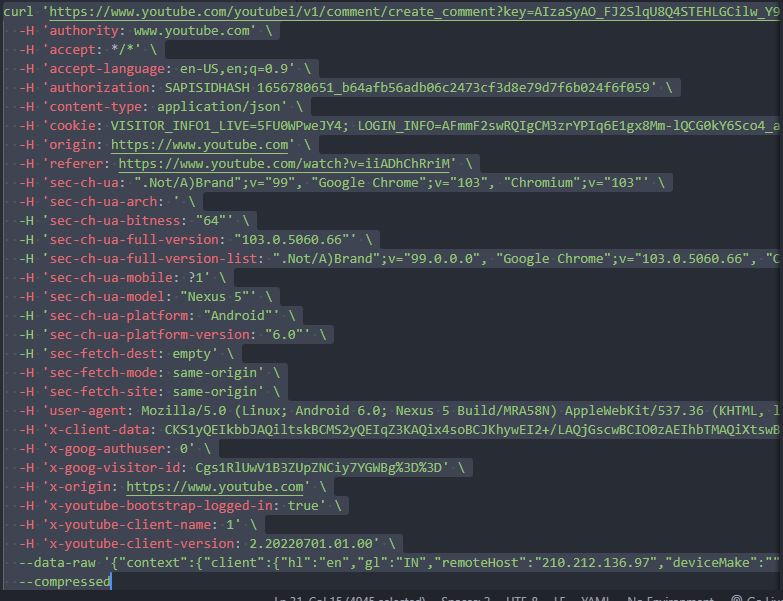 curl 'https://www.youtube.com/youtubei/v1/comment/create_comment?key=AIzaSyAO_FJ2SlqU8Q4STEHLGCilw_Y9
-H 'authority: www.youtube.com' \
-H 'accept: */*' \
-H 'accept-language: en-US,en;q=0.9' \
-H 'authorization: SAPISIDHASH 1656780651_b64afb56adb06c2473cf3d8e79d7f6b024f6f059' \
-H 'content-type: application/json' \
-H 'cookie: VISITOR_INFO1_LIVE=5FU0WPweJY4; LOGIN_INFO=AFmmF2swRQIgCM3zrYPIq6E1gx8Mm-lQCG0kY6Sco4_a
-H 'origin: https://www.youtube.com' \
-H 'referer: https://www.youtube.com/watch?v=iiADhChRriM' \
-H 'sec-ch-ua: ".Not/A)Brand";v="99", "Google Chrome";v="103", "Chromium";v="103"' \
-H 'sec-ch-ua-arch: ' \
-H 'sec-ch-ua-bitness: "64"' \
-H 'sec-ch-ua-full-version: "103.0.5060.66"' \
-H 'sec-ch-ua-full-version-list: ".Not/A)Brand";v="99.0.0.0", "Google Chrome";v="103.0.5060.66", "C
-H 'sec-ch-ua-mobile: ?1' \
-H 'sec-ch-ua-model: "Nexus 5"' \
-H 'sec-ch-ua-platform: "Android"' \
-H 'sec-ch-ua-platform-version: "6.0"' \
-H 'sec-fetch-dest: empty' \
-H 'sec-fetch-mode: same-origin' \
-H 'sec-fetch-site: same-origin' \
-H 'user-agent: Mozilla/5.0 (Linux; Android 6.0; Nexus 5 Build/MRA58N) AppleWebKit/537.36 (KHTML, l
-H 'x-client-data: CKS1yQEIkbbJAQiltskBCMS2yQEIqZ3KAQix4soBCJKhywEI2+/LAQjGscwBCIO0zAEIhbTMAQiXtswB
-H 'x-goog-authuser: 0' \
-H 'x-goog-visitor-id: Cgs1RlUwV1B3ZUpZNCiy7YGWBg%3D%3D' \
-H 'x-origin: https://www.youtube.com' \
-H 'x-youtube-bootstrap-logged-in: true' \
-H 'x-youtube-client-name: 1' \
-H 'x-youtube-client-version: 2.20220701.01.00' \
--data-raw '{"context":{"client":{"hl":"en","gl":"IN","remoteHost":"210.212.136.97","deviceMake":""
--compressed
Ln 31, Col 15 (4945 selected) Spaces: 2 UTF-8 LF YAML No Environment Go Live